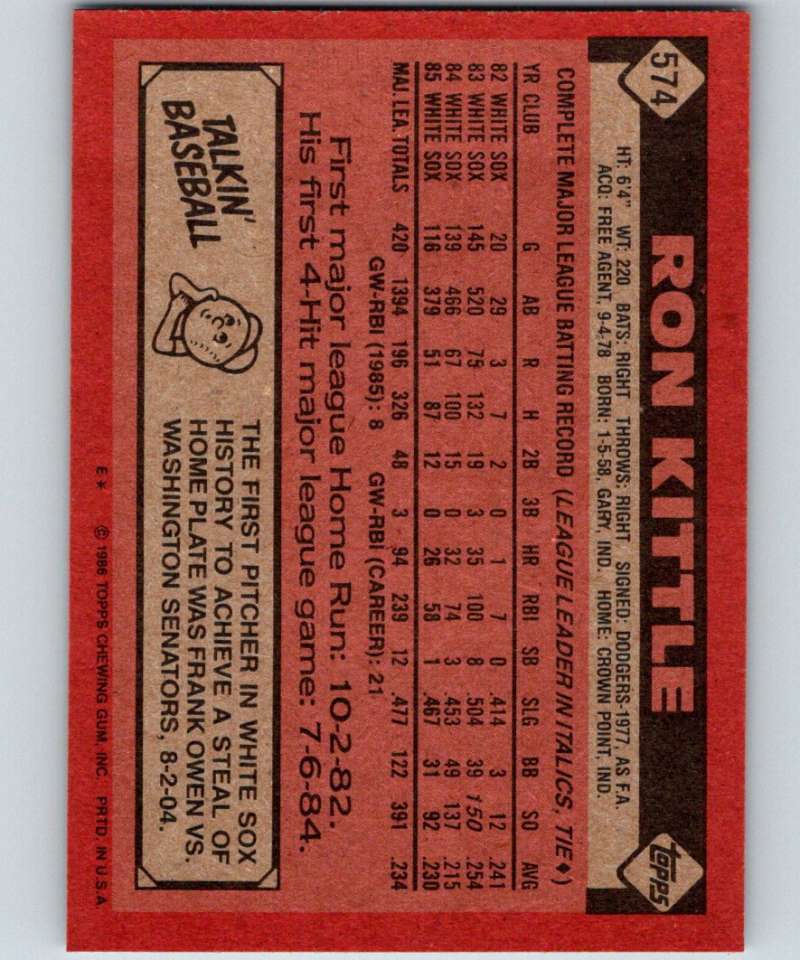 574
RON KITTLE
topps
HT: 6'4" WT: 220 BATS: RIGHT THROWS: RIGHT SIGNED: DODGERS-1977, AS F.A.
ACQ: FREE AGENT, 9-4-78 BORN: 1-5-58, GARY, IND. HOME: CROWN POINT, IND.
COMPLETE MAJOR LEAGUE BATTING RECORD (LEAGUE LEADER IN ITALICS, TIE♦)
YR CLUB G AB R H 2B 3B HR RBI SB SLG BB SO AVG
82 WHITE SOX 20 29 3 7 2 0 1 7 0 .414 3 12 .241
83 WHITE SOX 145 520 75 132 19 3 35 100 8 .504 39 150 .254
84 WHITE SOX 139 466 67 100 15 0 32 74 3 .453 49 137 .215
85 WHITE SOX 116 379 51 87 12 0 26 58 1 .467 31 92 .230
MAJ. LEA. TOTALS 420 1394 196 326 48 3 94 239 12 .477 122 391 .234
GW-RBI (1985): 8 GW-RBI (CAREER): 21
First major league Home Run: 10-2-82.
His first 4-Hit major league game: 7-6-84.
TALKIN'
BASEBALL
THE FIRST PITCHER IN WHITE SOX
HISTORY TO ACHIEVE A STEAL OF
HOME PLATE WAS FRANK OWEN VS.
WASHINGTON SENATORS, 8-2-04.
E* © 1986 TOPPS CHEWING GUM, INC. PRTD. IN U.S.A.